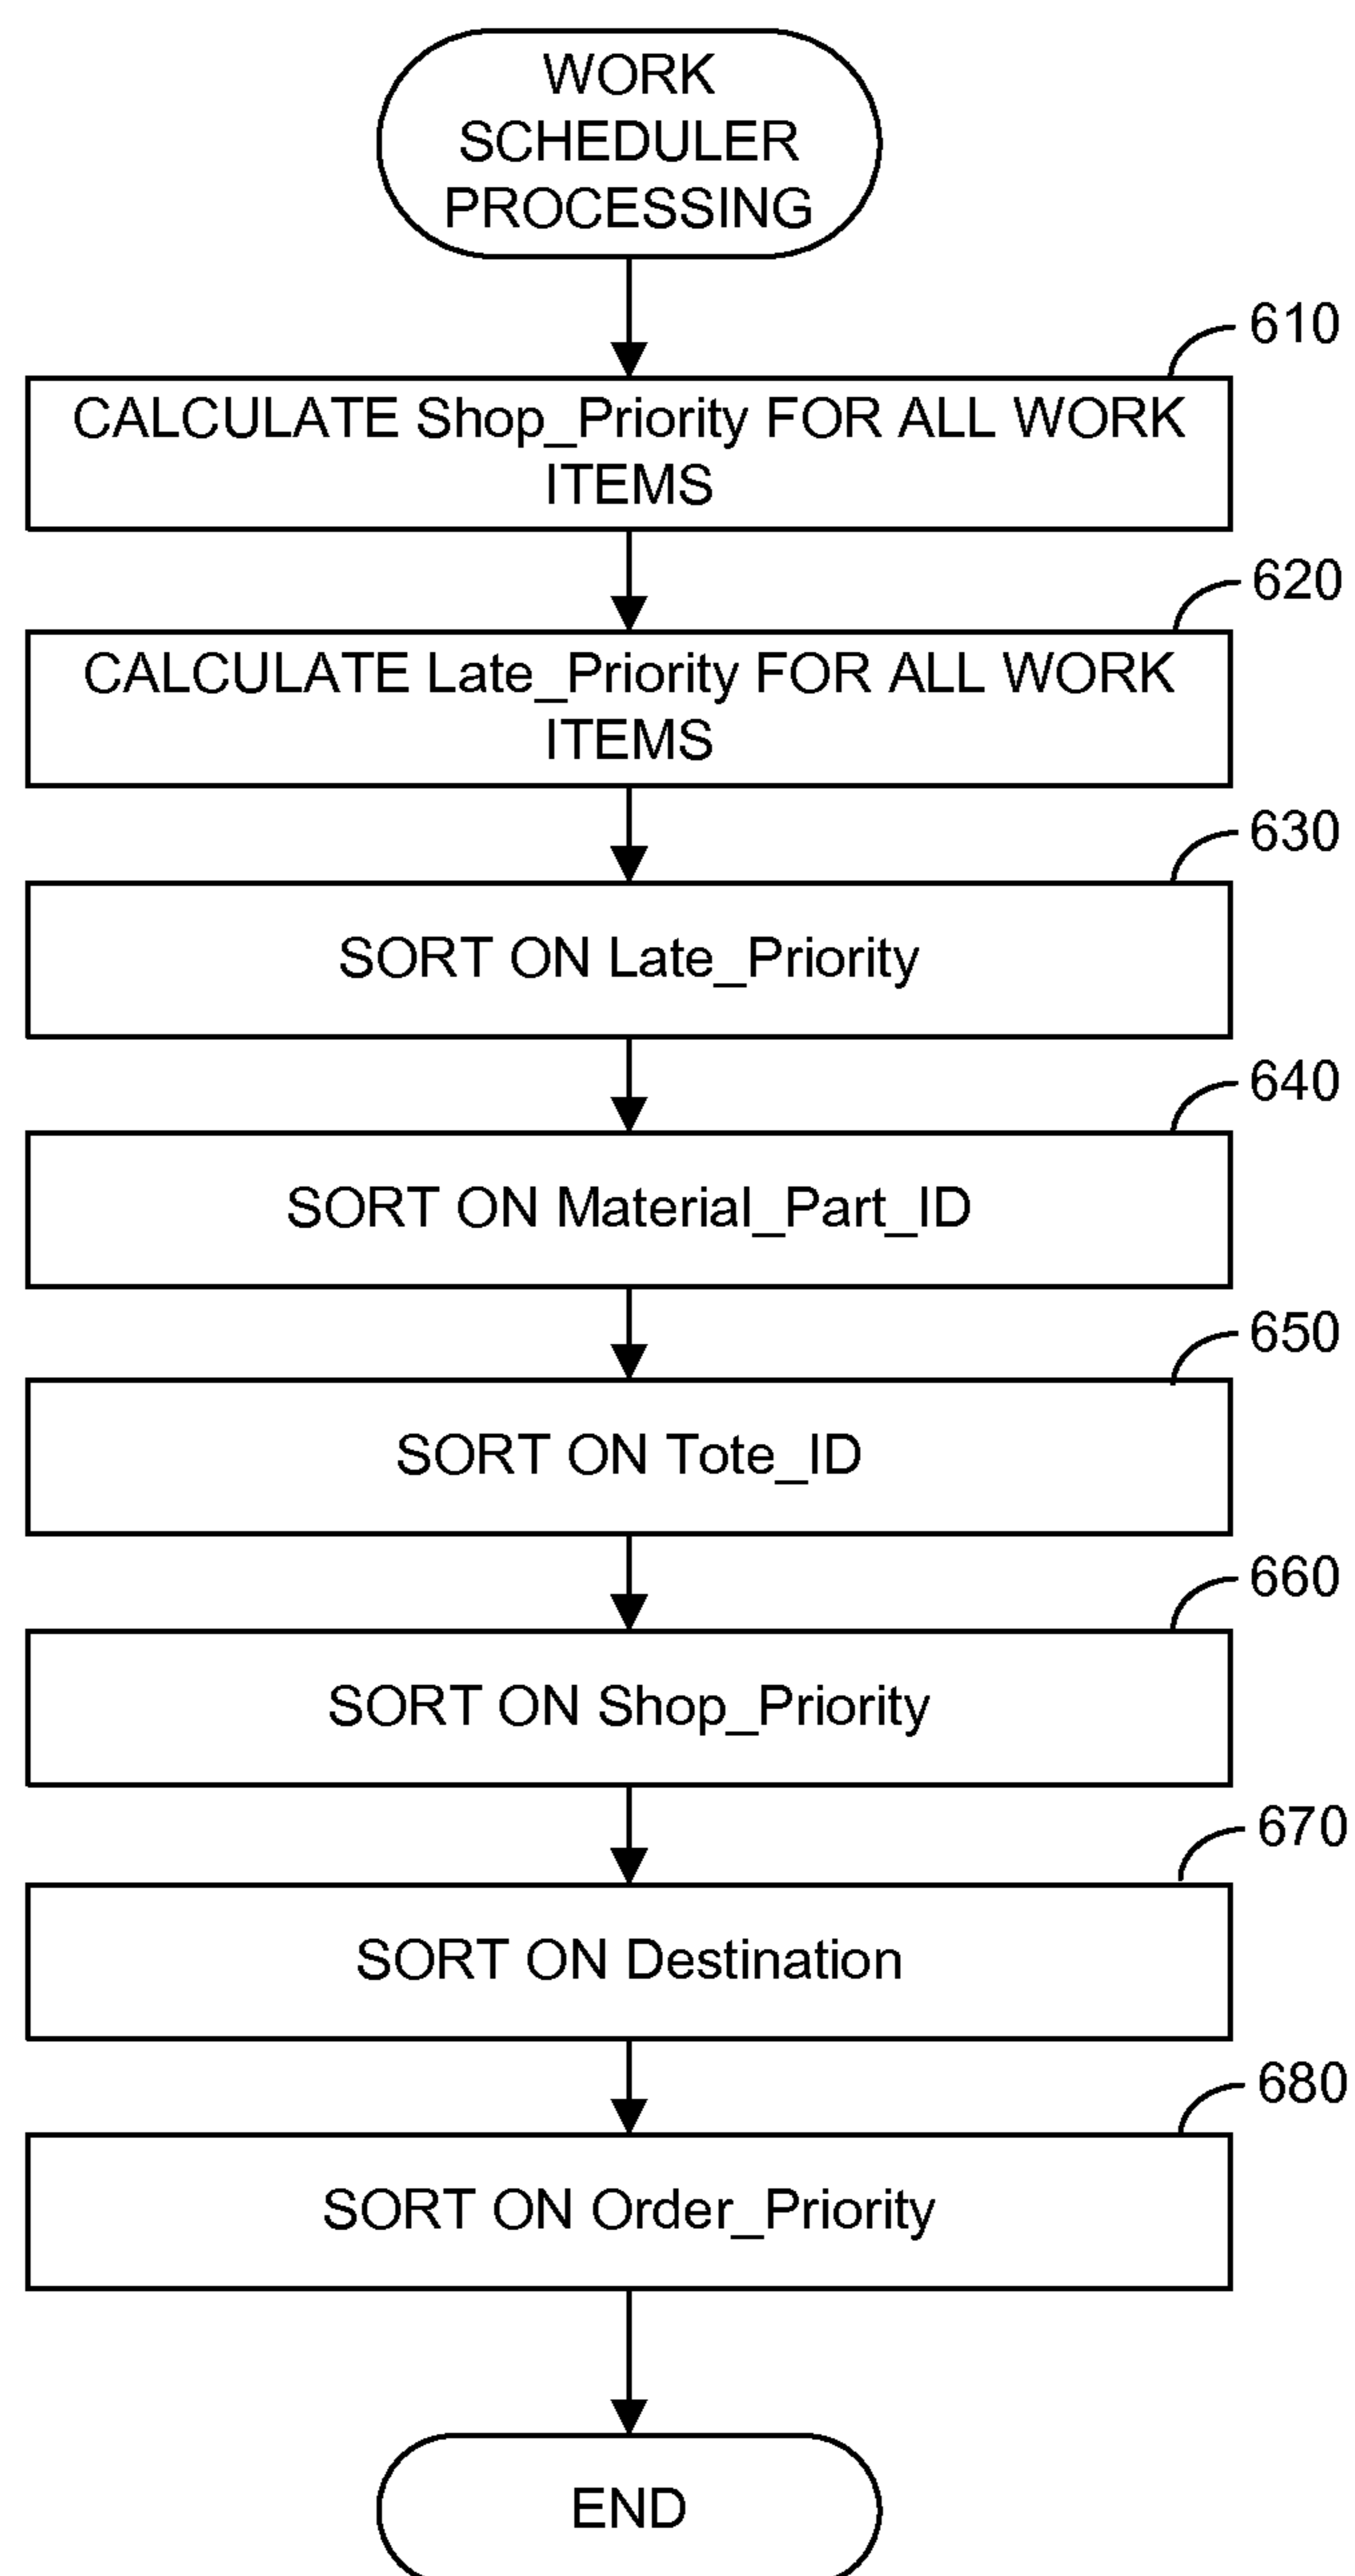 WORK
SCHEDULER
PROCESSING
610
CALCULATE Shop_Priority FOR ALL WORK
ITEMS
620
CALCULATE Late_Priority FOR ALL WORK
ITEMS
630
SORT ON Late_Priority
640
SORT ON Material_Part_ID
650
SORT ON Tote_ID
660
SORT ON Shop_Priority
670
SORT ON Destination
680
SORT ON Order_Priority
END